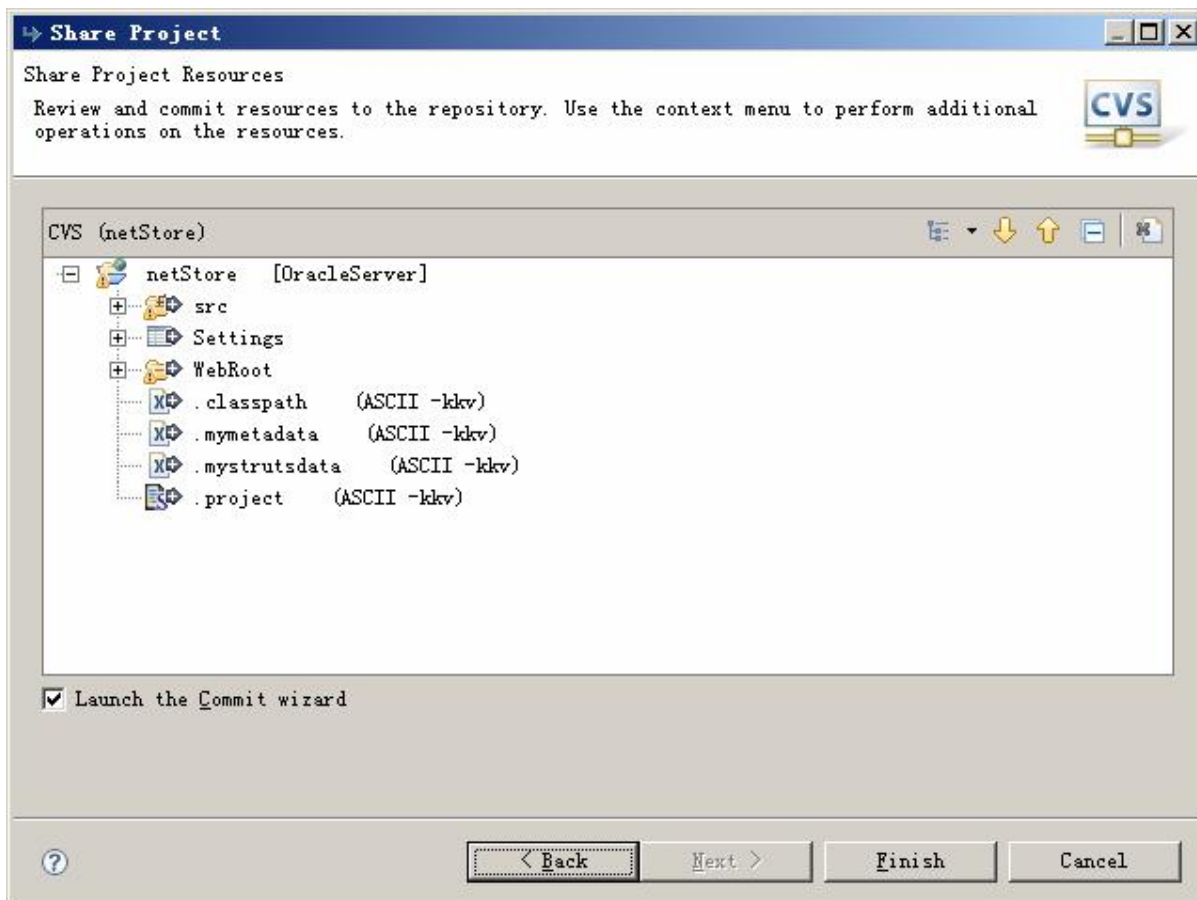 Share Project
Share Project Resources
Review and commit resources to the repository. Use the context menu to perform additional
operations on the resources.
CVS
CVS (netStore)
netStore [OracleServer]
src
Settings
WebRoot
.classpath (ASCII -kkv)
.mymetadata (ASCII -kkv)
.mystrutsdata (ASCII -kkv)
.project (ASCII -kkv)
Launch the Commit wizard
< Back Next > Finish Cancel